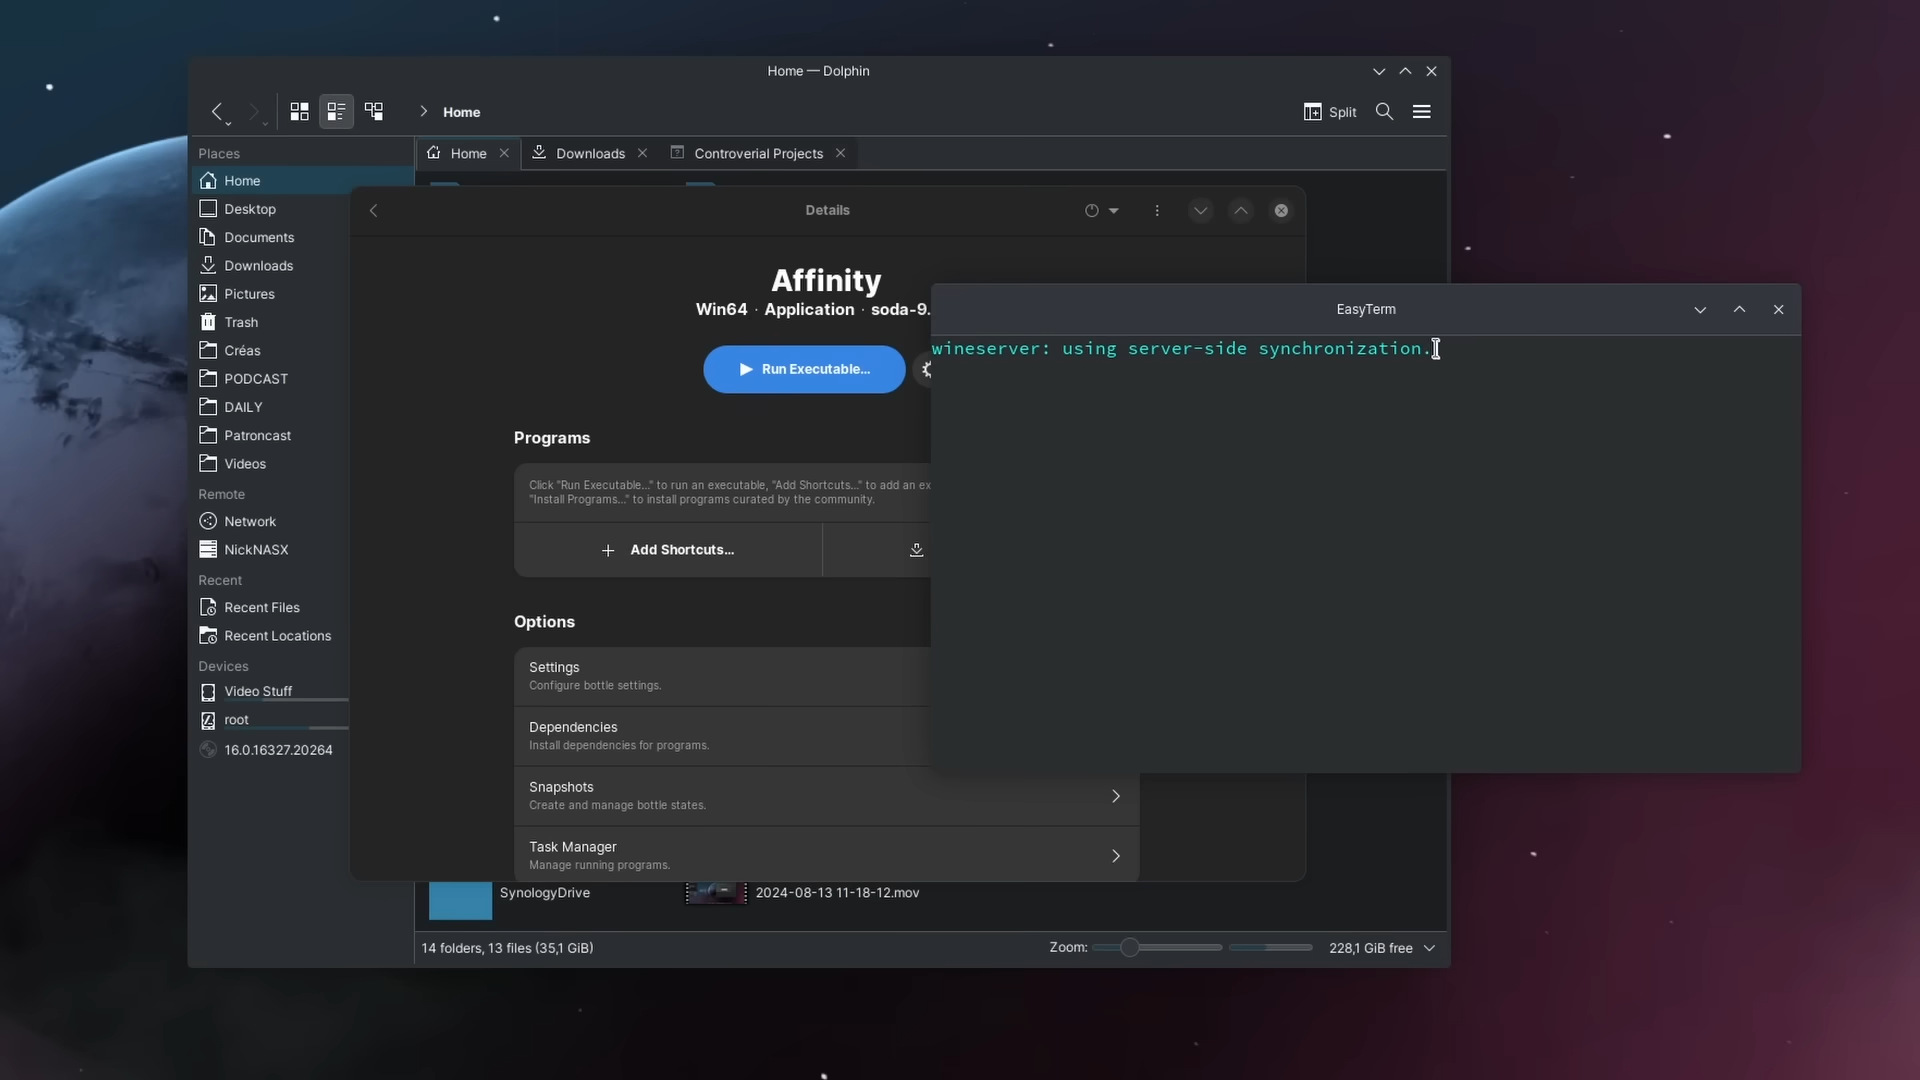 Home — Dolphin
Home
Split
Home
Downloads
Controverial Projects
Places
Home
Desktop
Documents
Downloads
Pictures
Trash
Créas
PODCAST
DAILY
Patroncast
Videos
Remote
Network
NickNASX
Recent
Recent Files
Recent Locations
Devices
Video Stuff
root
16.0.16327.20264
Details
Affinity
Win64 · Application · soda-9.
Run Executable...
Programs
Click "Run Executable..." to run an executable, "Add Shortcuts..." to add an ex
"Install Programs..." to install programs curated by the community.
Add Shortcuts...
Options
Settings
Configure bottle settings.
Dependencies
Install dependencies for programs.
Snapshots
Create and manage bottle states.
Task Manager
Manage running programs.
EasyTerm
wineserver: using server-side synchronization.
SynologyDrive
2024-08-13 11-18-12.mov
14 folders, 13 files (35,1 GiB)
Zoom:
228,1 GiB free